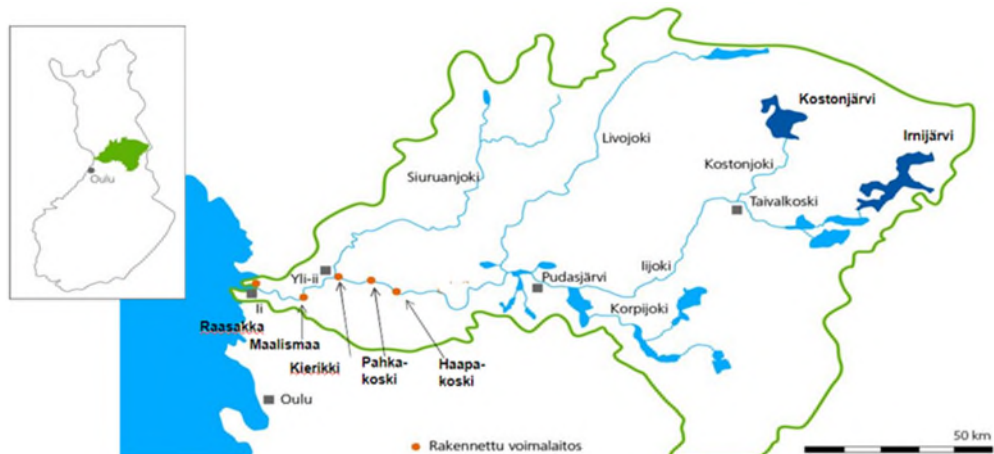 Oulu
Kostonjärvi
Irnijärvi
Livojoki
Siuruanjoki
Kostonjoki
Taivalkoski
Iijoki
Yli-ii
Pudasjärvi
Korpijoki
Ii
Raasakka
Maalismaa
Kierikki
Pahka-
koski
Haapa-
koski
Oulu
Rakennettu voimalaitos
50 km